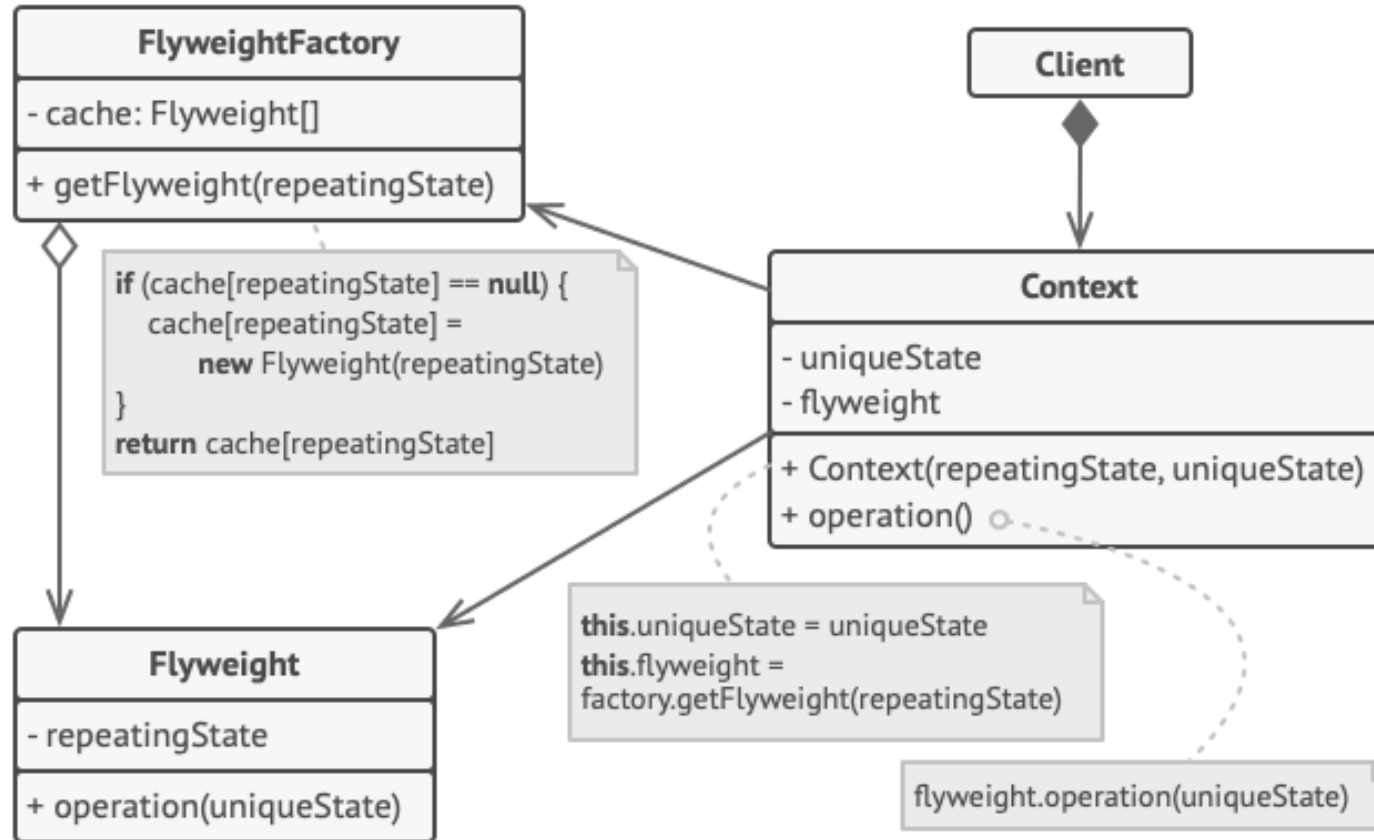 FlyweightFactory
- cache: Flyweight[]
+ getFlyweight(repeatingState)
if (cache[repeatingState] == null) {
cache[repeatingState] =
new Flyweight(repeatingState)
}
return cache[repeatingState]
Client
Context
- uniqueState
- flyweight
+ Context(repeatingState, uniqueState)
+ operation()
this.uniqueState = uniqueState
this.flyweight =
factory.getFlyweight(repeatingState)
flyweight.operation(uniqueState)
Flyweight
- repeatingState
+ operation(uniqueState)